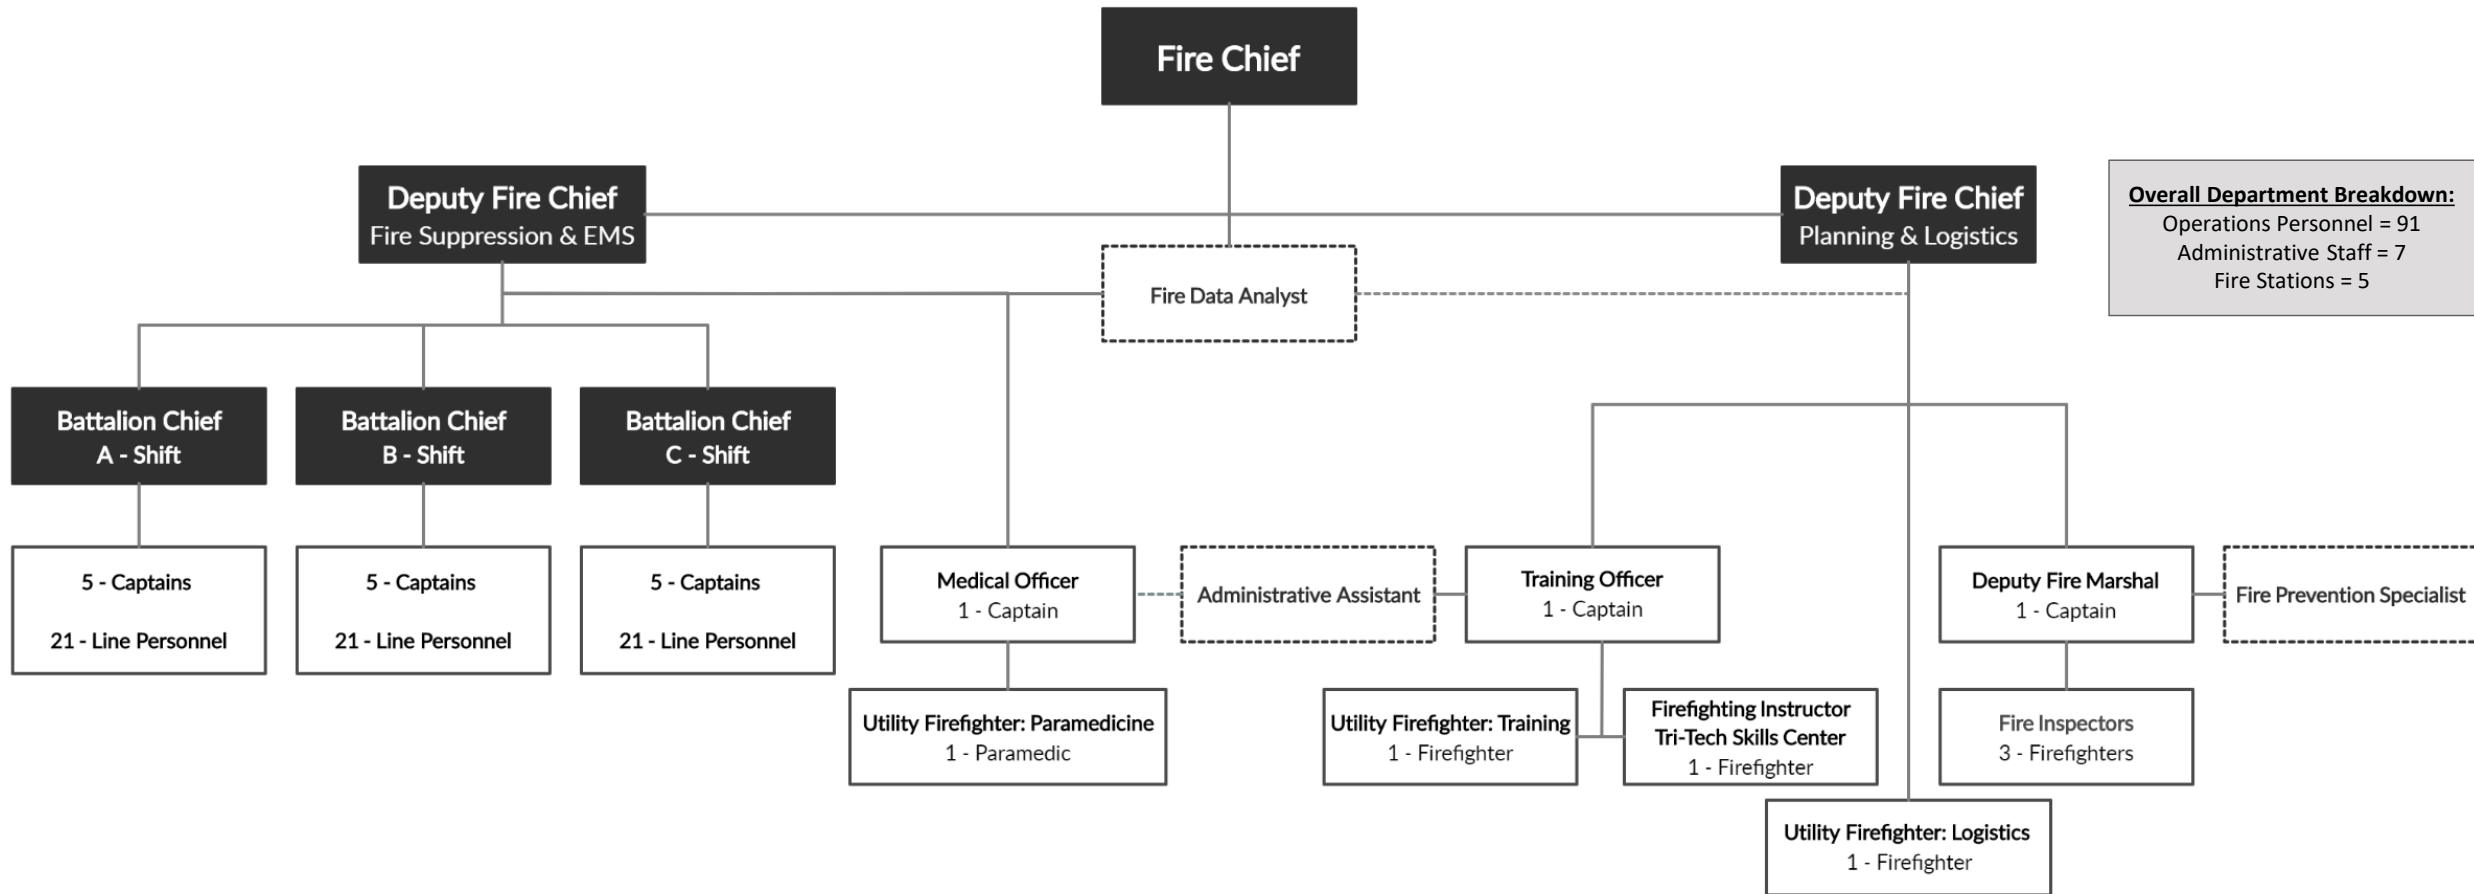 Fire Chief
Deputy Fire Chief
Fire Suppression & EMS
Deputy Fire Chief
Planning & Logistics
Overall Department Breakdown:
Operations Personnel = 91
Administrative Staff = 7
Fire Stations = 5
Fire Data Analyst
Battalion Chief
A - Shift
Battalion Chief
B - Shift
Battalion Chief
C - Shift
5 - Captains
21 - Line Personnel
5 - Captains
21 - Line Personnel
5 - Captains
21 - Line Personnel
Medical Officer
1 - Captain
Administrative Assistant
Training Officer
1 - Captain
Deputy Fire Marshal
1 - Captain
Fire Prevention Specialist
Utility Firefighter: Paramedicine
1 - Paramedic
Utility Firefighter: Training
1 - Firefighter
Firefighting Instructor
Tri-Tech Skills Center
1 - Firefighter
Fire Inspectors
3 - Firefighters
Utility Firefighter: Logistics
1 - Firefighter